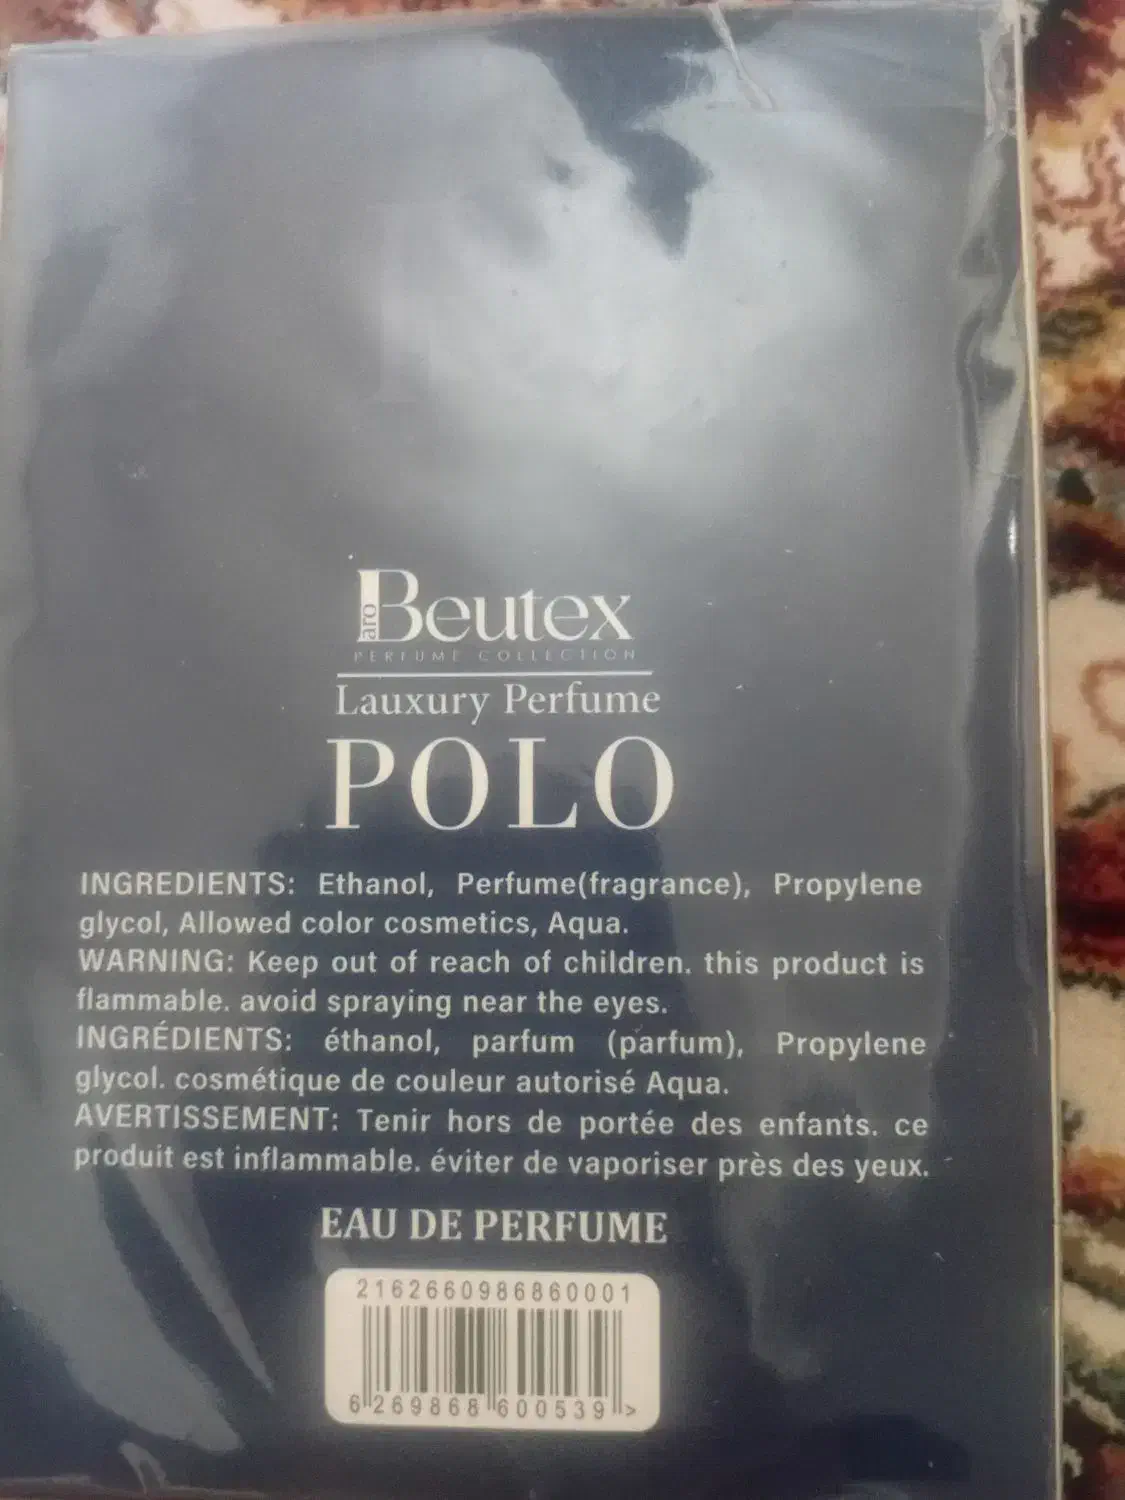 aro
Beutex
PERFUME COLLECTION
Lauxury Perfume
POLO
INGREDIENTS: Ethanol, Perfume(fragrance), Propylene
glycol, Allowed color cosmetics, Aqua.
WARNING: Keep out of reach of children. this product is
flammable. avoid spraying near the eyes.
INGRÉDIENTS: éthanol, parfum (parfum), Propylene
glycol. cosmétique de couleur autorisé Aqua.
AVERTISSEMENT: Tenir hors de portée des enfants. ce
produit est inflammable. éviter de vaporiser près des yeux.
EAU DE PERFUME
2162660986860001
6 269868 600539 >